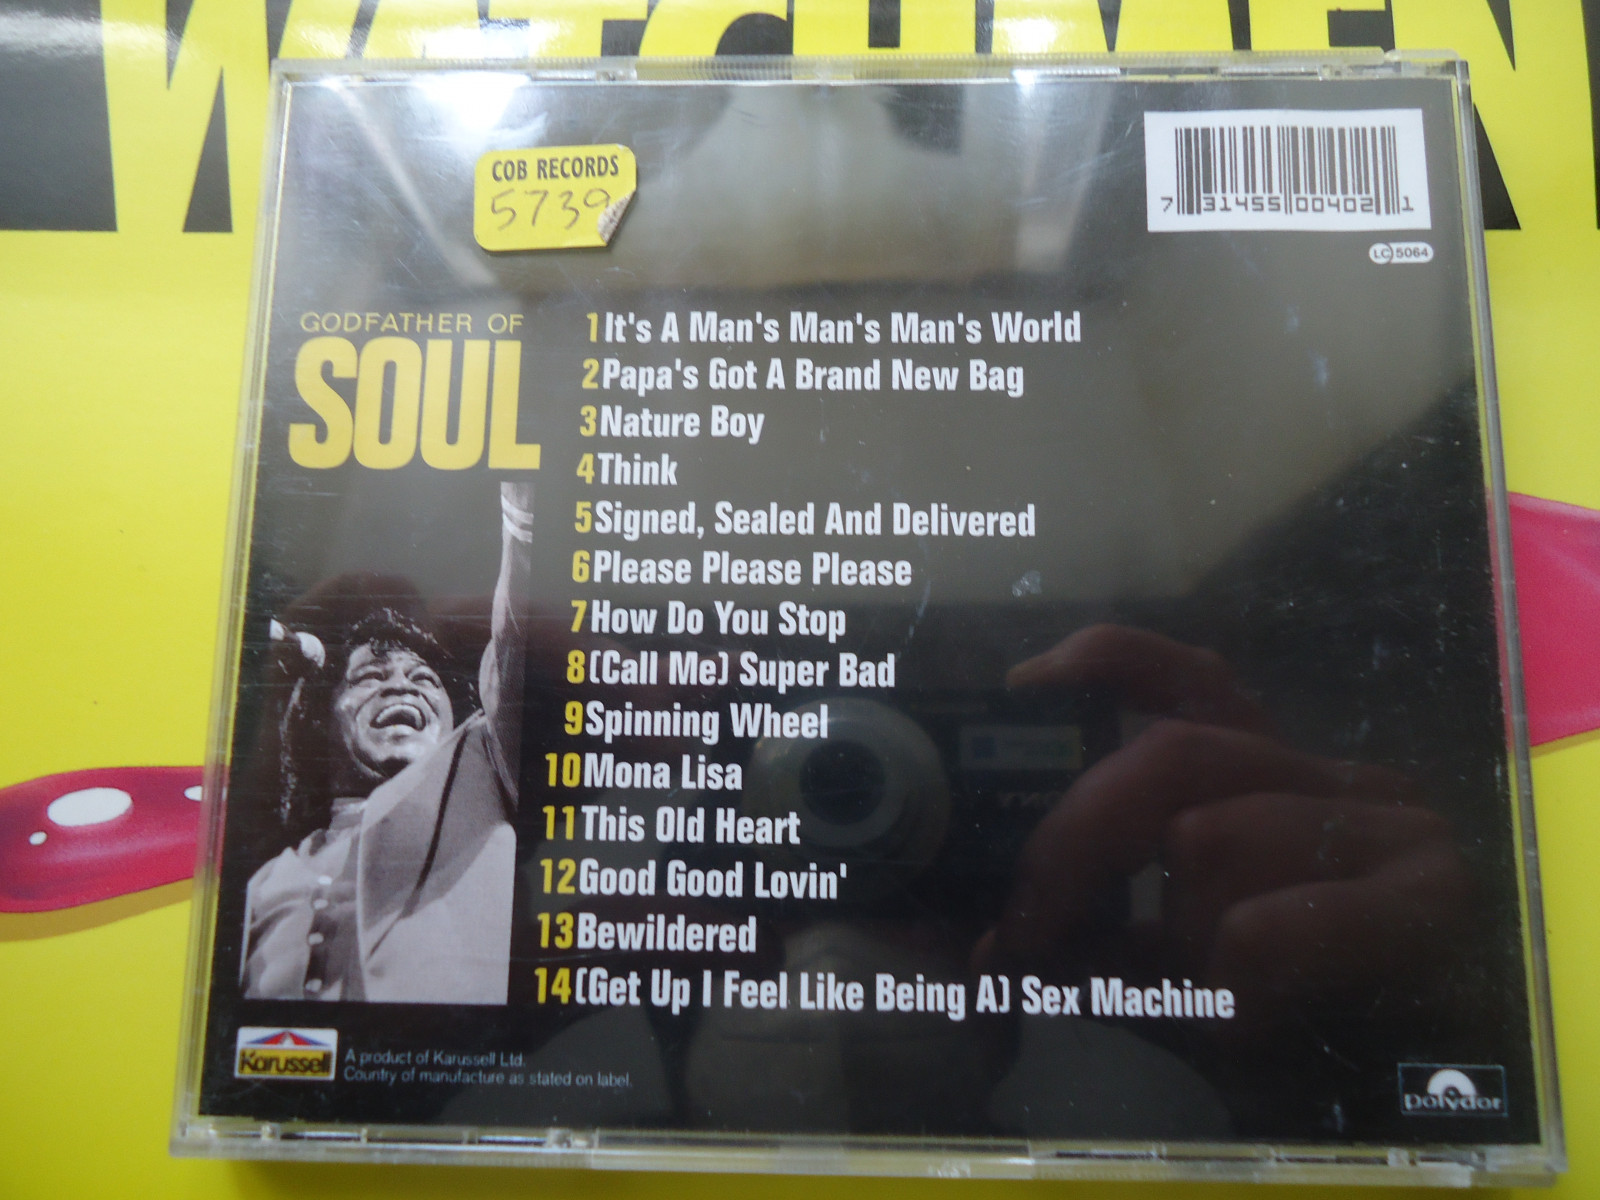 WATCHMEN
COB RECORDS
5739
7 31455 00402 1
LC 5064
GODFATHER OF
SOUL
1 It's A Man's Man's Man's World
2 Papa's Got A Brand New Bag
3 Nature Boy
4 Think
5 Signed, Sealed And Delivered
6 Please Please Please
7 How Do You Stop
8 (Call Me) Super Bad
9 Spinning Wheel
10 Mona Lisa
11 This Old Heart
12 Good Good Lovin'
13 Bewildered
14 (Get Up I Feel Like Being A) Sex Machine
Karussell
A product of Karussell Ltd.
Country of manufacture as stated on label.
polydor